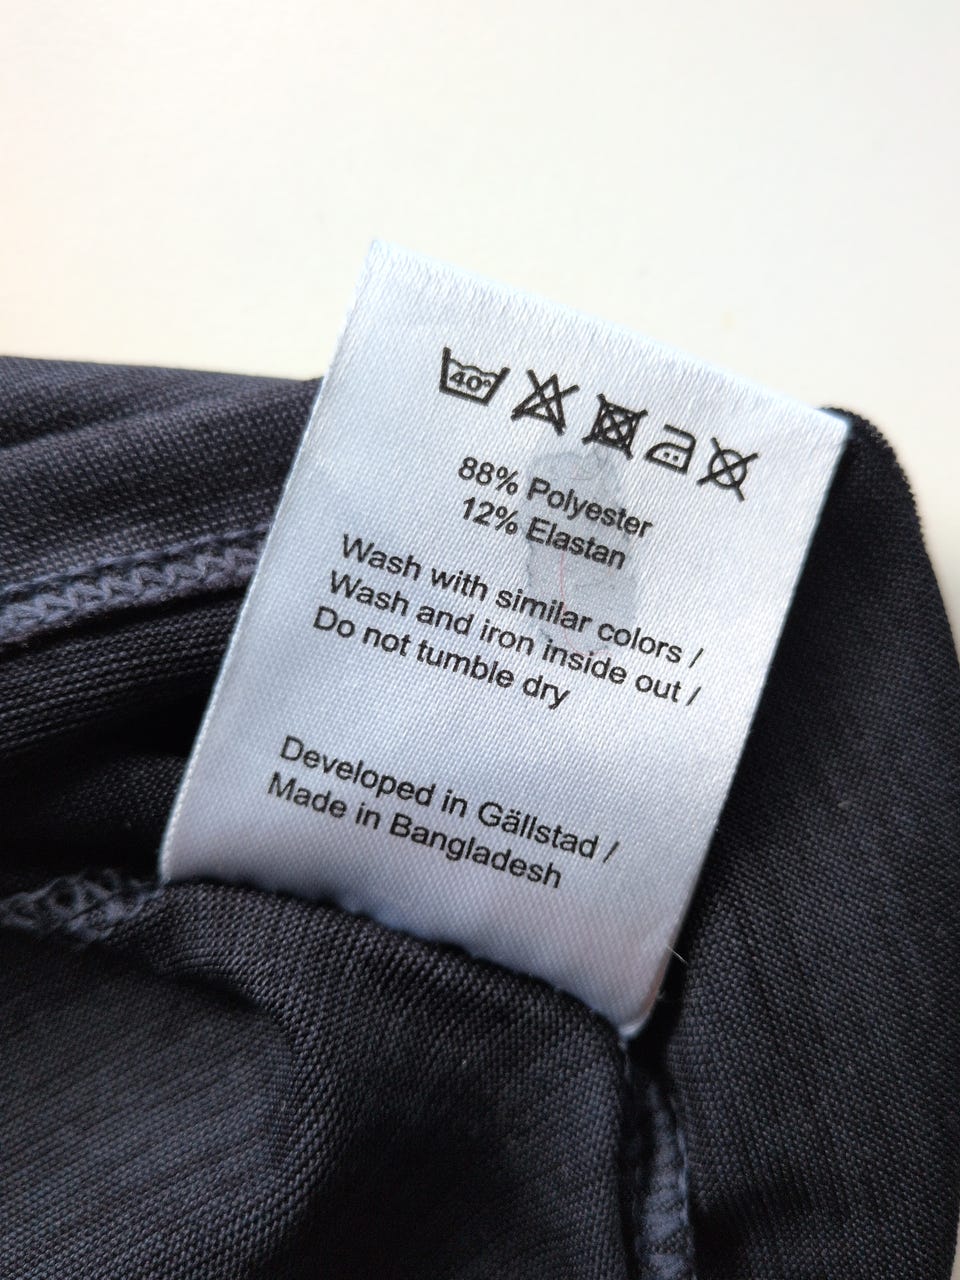 40°
88% Polyester
12% Elastan
Wash with similar colors /
Wash and iron inside out /
Do not tumble dry
Developed in Gällstad /
Made in Bangladesh